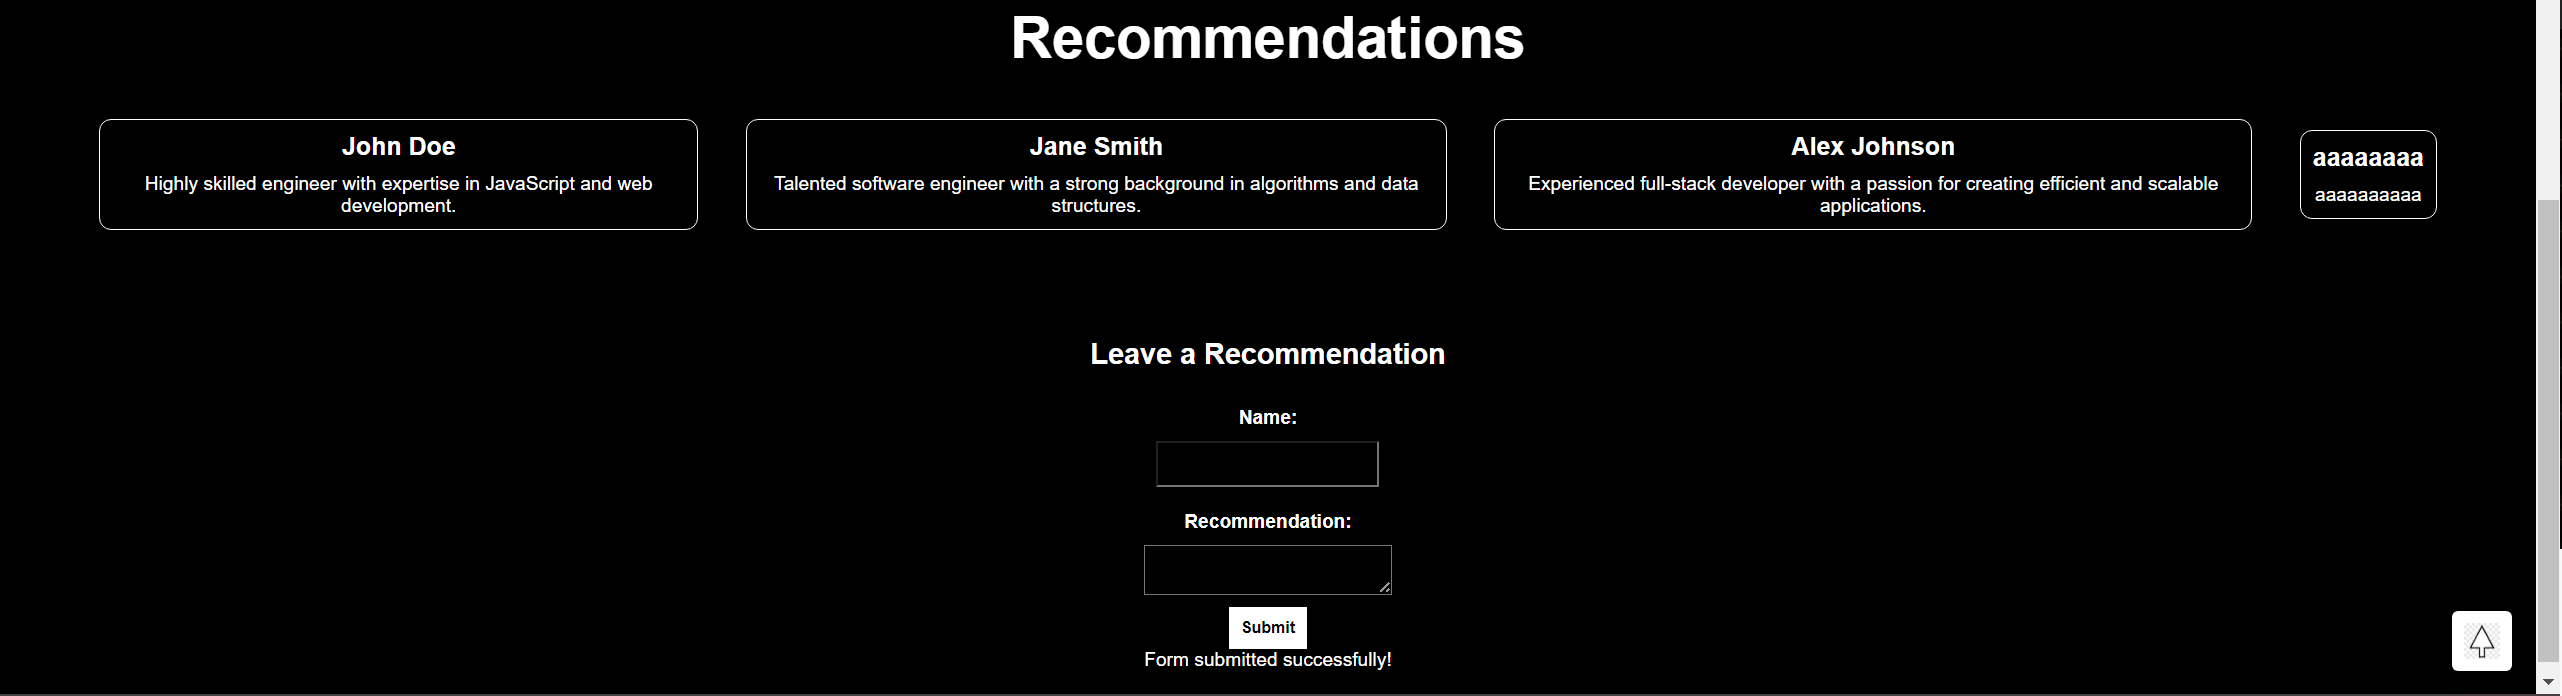 Recommendations
John Doe
Highly skilled engineer with expertise in JavaScript and web
development.
Jane Smith
Talented software engineer with a strong background in algorithms and data
structures.
Alex Johnson
Experienced full-stack developer with a passion for creating efficient and scalable
applications.
aaaaaaaa
aaaaaaaaaa
Leave a Recommendation
Name:
Recommendation:
Submit
Form submitted successfully!